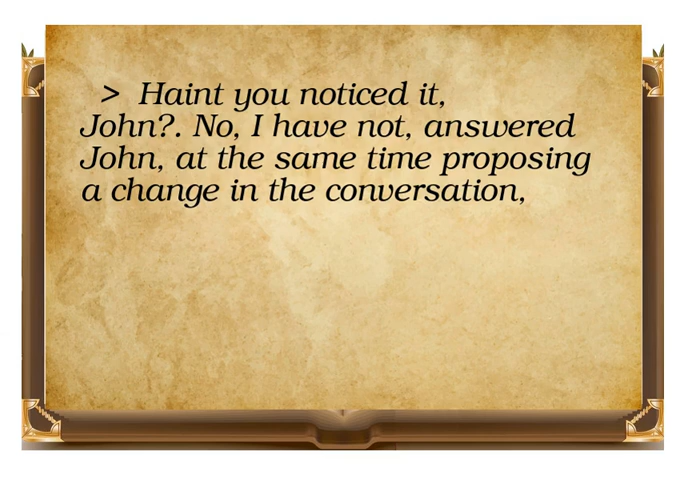 > Haint you noticed it,
John?. No, I have not, answered
John, at the same time proposing
a change in the conversation,